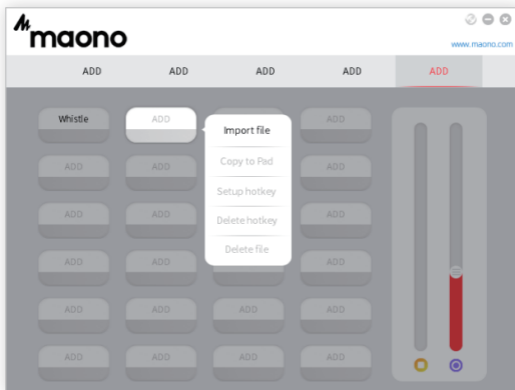 maono
www.maono.com
ADD ADD ADD ADD ADD
Whistle ADD ADD
Import file
ADD ADD Copy to Pad ADD
Setup hotkey
ADD ADD Delete hotkey ADD
Delete file
ADD ADD ADD
ADD ADD ADD ADD
ADD ADD ADD ADD